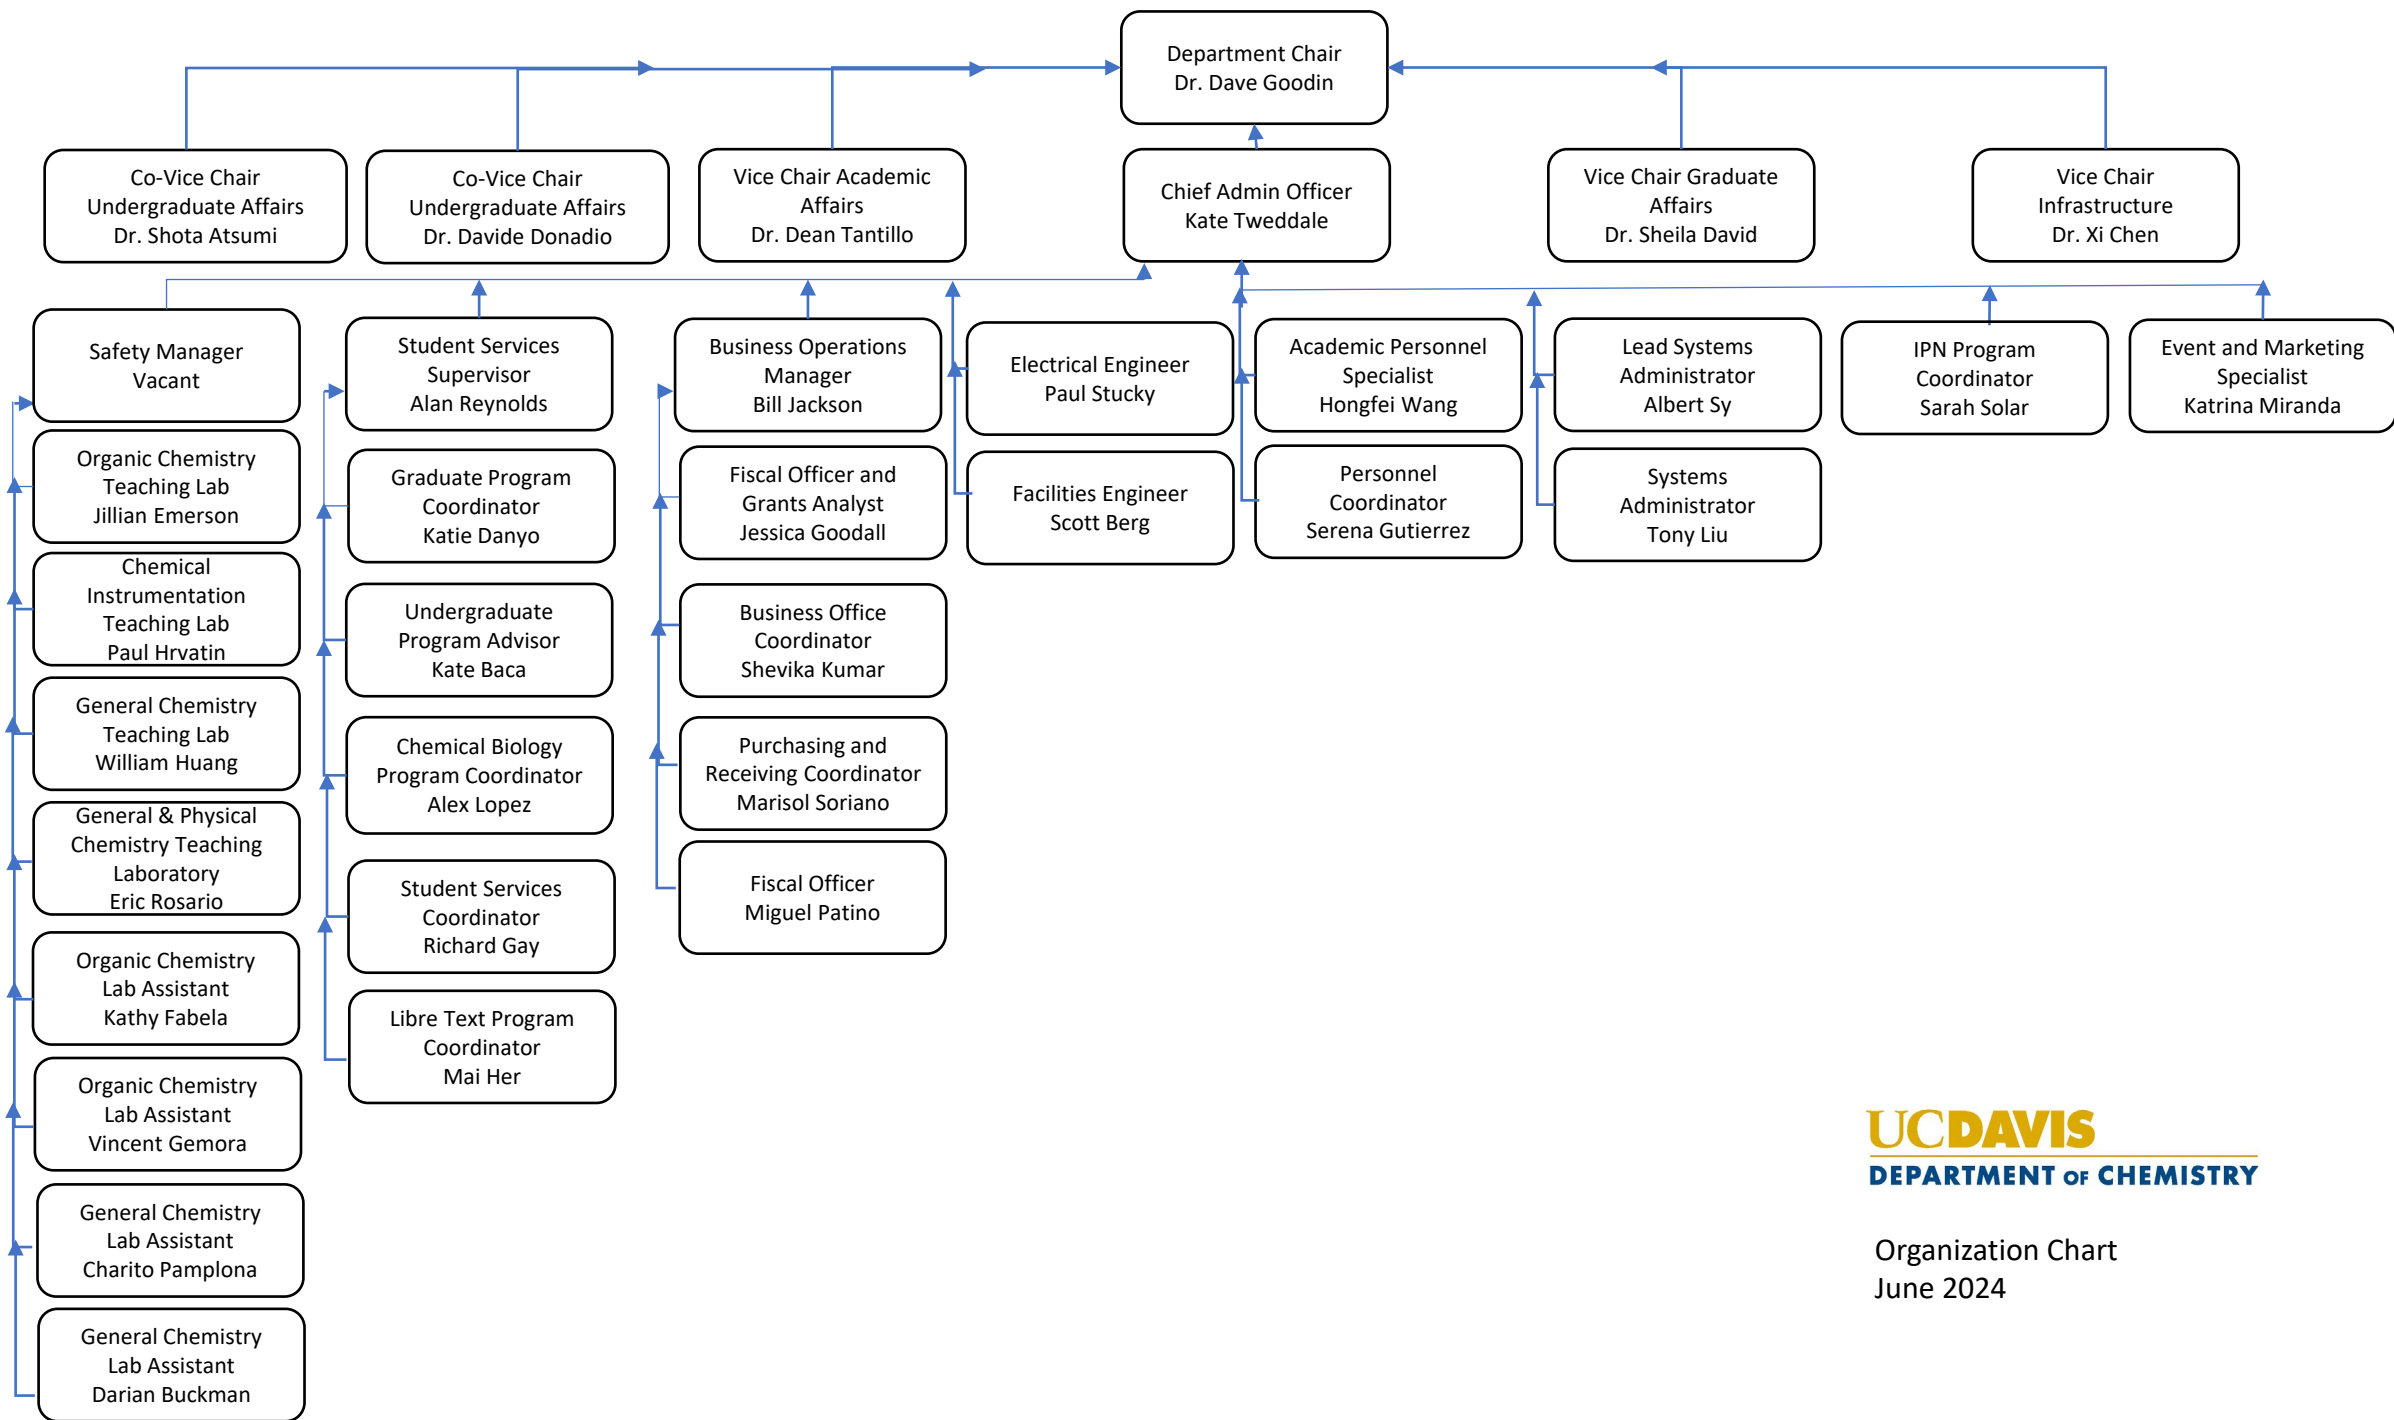 Department Chair
Dr. Dave Goodin
Co-Vice Chair
Undergraduate Affairs
Dr. Shota Atsumi
Co-Vice Chair
Undergraduate Affairs
Dr. Davide Donadio
Vice Chair Academic
Affairs
Dr. Dean Tantillo
Chief Admin Officer
Kate Tweddale
Vice Chair Graduate
Affairs
Dr. Sheila David
Vice Chair
Infrastructure
Dr. Xi Chen
Safety Manager
Vacant
Student Services
Supervisor
Alan Reynolds
Business Operations
Manager
Bill Jackson
Electrical Engineer
Paul Stucky
Academic Personnel
Specialist
Hongfei Wang
Lead Systems
Administrator
Albert Sy
IPN Program
Coordinator
Sarah Solar
Event and Marketing
Specialist
Katrina Miranda
Organic Chemistry
Teaching Lab
Jillian Emerson
Graduate Program
Coordinator
Katie Danyo
Fiscal Officer and
Grants Analyst
Jessica Goodall
Facilities Engineer
Scott Berg
Personnel
Coordinator
Serena Gutierrez
Systems
Administrator
Tony Liu
Chemical
Instrumentation
Teaching Lab
Paul Hrvatin
Undergraduate
Program Advisor
Kate Baca
Business Office
Coordinator
Shevika Kumar
General Chemistry
Teaching Lab
William Huang
Chemical Biology
Program Coordinator
Alex Lopez
Purchasing and
Receiving Coordinator
Marisol Soriano
General & Physical
Chemistry Teaching
Laboratory
Eric Rosario
Student Services
Coordinator
Richard Gay
Fiscal Officer
Miguel Patino
Organic Chemistry
Lab Assistant
Kathy Fabela
Libre Text Program
Coordinator
Mai Her
Organic Chemistry
Lab Assistant
Vincent Gemora
General Chemistry
Lab Assistant
Charito Pamplona
General Chemistry
Lab Assistant
Darian Buckman
UCDAVIS
DEPARTMENT OF CHEMISTRY
Organization Chart
June 2024